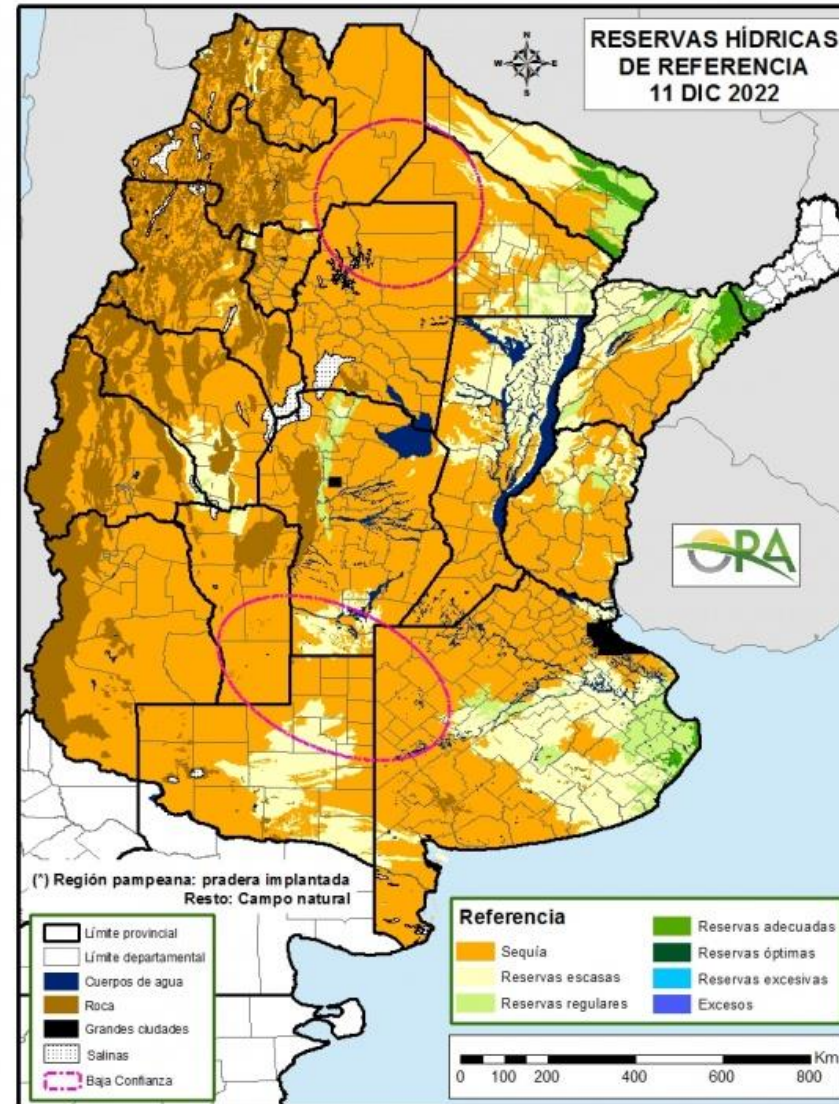 RESERVAS HÍDRICAS
DE REFERENCIA
11 DIC 2022
N
W
E
S
ORA
(*) Región pampeana: pradera implantada
Resto: Campo natural
Límite provincial
Límite departamental
Cuerpos de agua
Roca
Grandes ciudades
Salinas
Baja Confianza
Referencia
Sequía
Reservas escasas
Reservas regulares
Reservas adecuadas
Reservas óptimas
Reservas excesivas
Excesos
Km
0 100 200 400 600 800